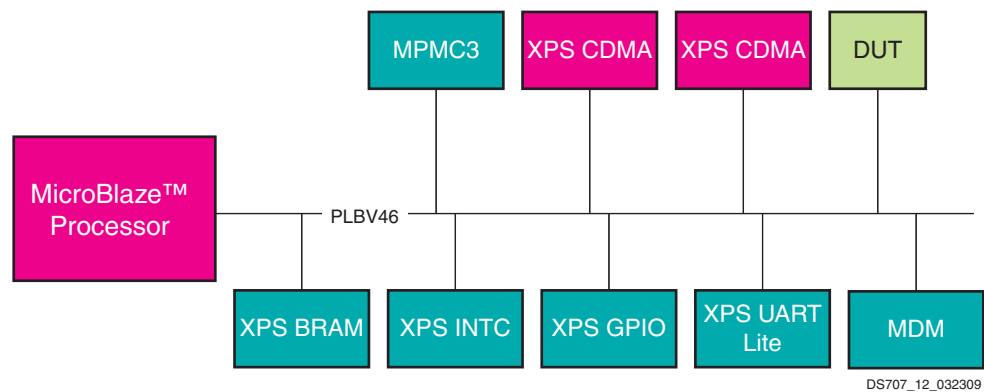 MPMC3
XPS CDMA
XPS CDMA
DUT
MicroBlaze™
Processor
PLBV46
XPS BRAM
XPS INTC
XPS GPIO
XPS UART
Lite
MDM
DS707_12_032309